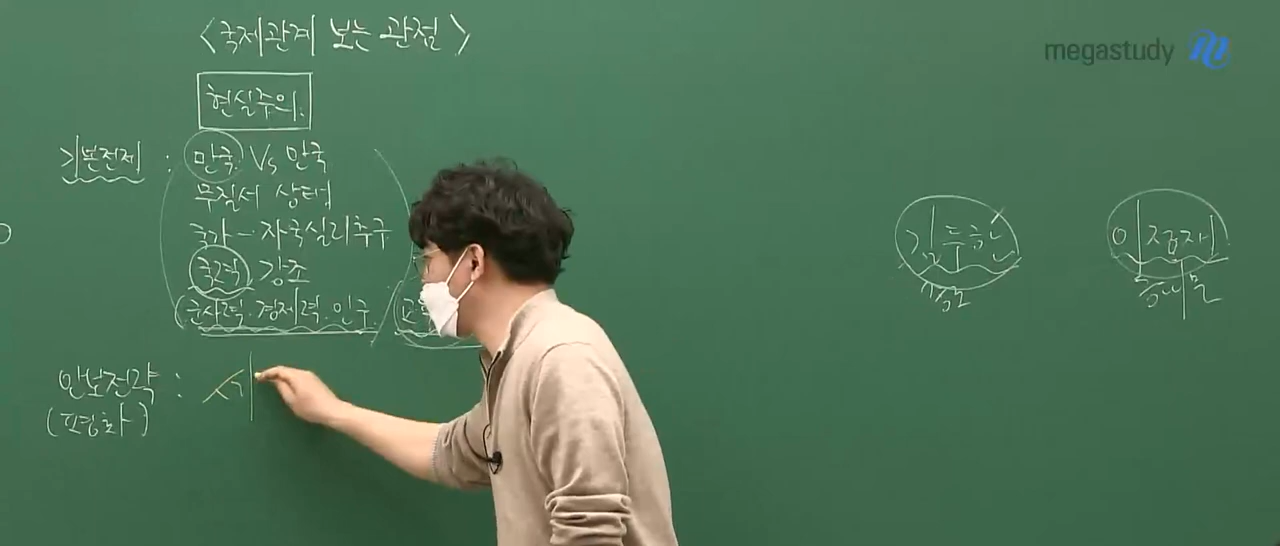 <국제관계 보는 관점>
현실주의.
기본전제 : 만국 Vs 만국
무질서 상태
국가 - 자국실리추구
국력 강조
(군사력. 경제력. 인구.
안보전략 : 세
(평화)
megastudy